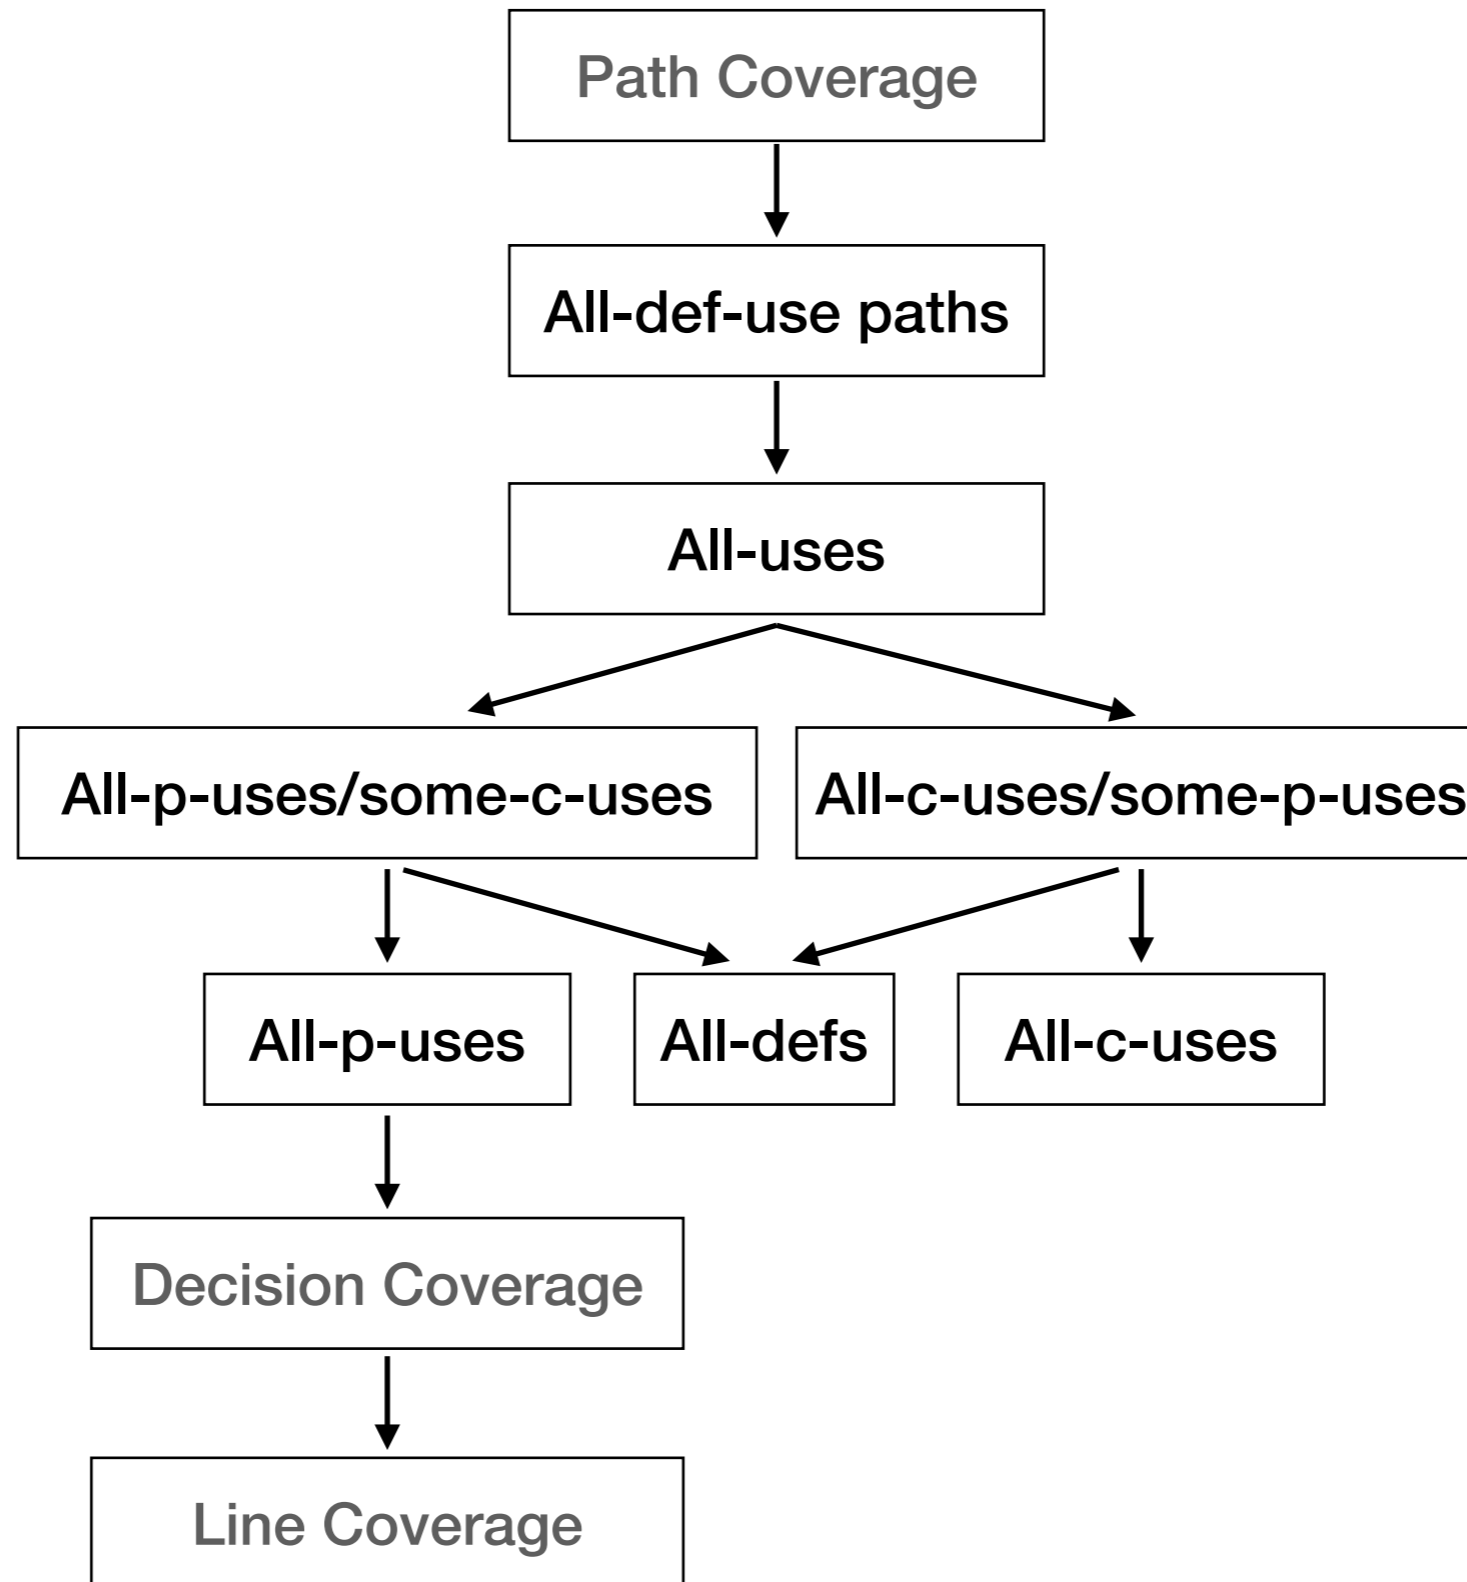 Path Coverage
All-def-use paths
All-uses
All-p-uses/some-c-uses
All-c-uses/some-p-uses
All-p-uses
All-defs
All-c-uses
Decision Coverage
Line Coverage